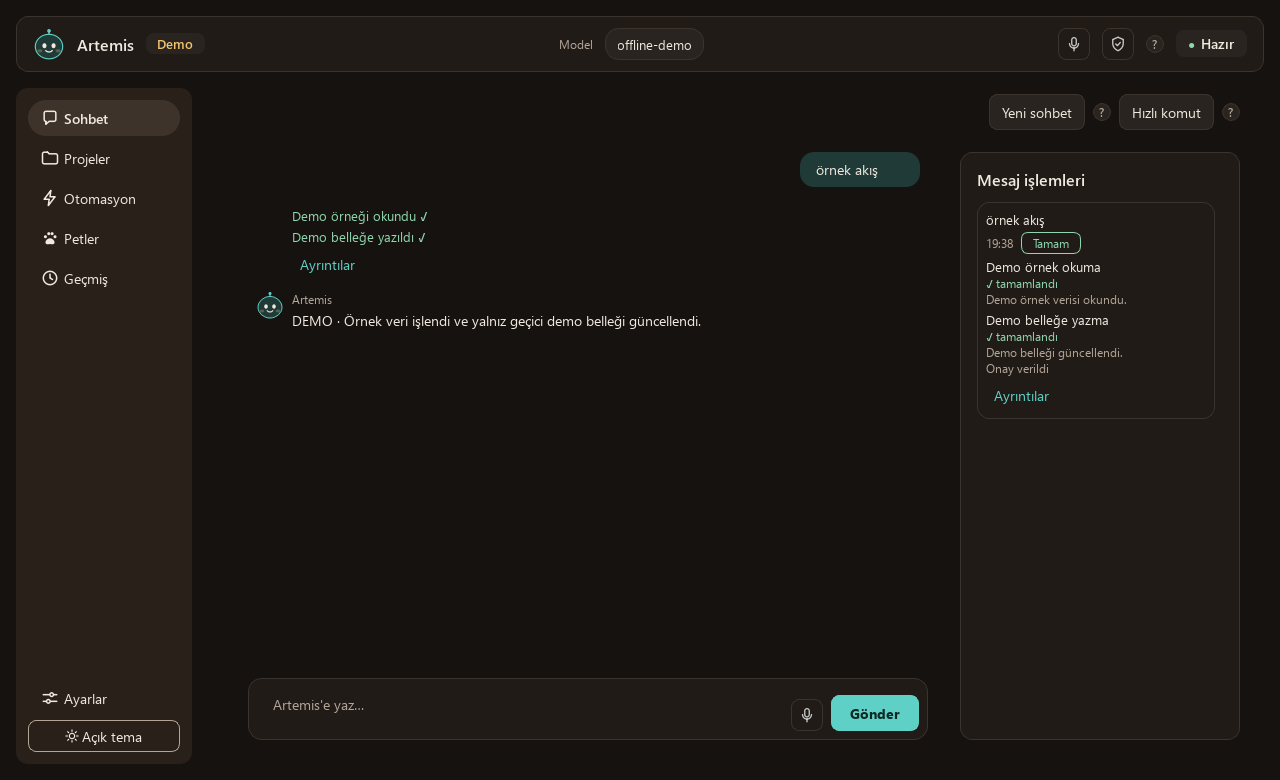 Artemis
Demo
Model
offline-demo
?
● Hazır
Sohbet
Projeler
Otomasyon
Petler
Geçmiş
Ayarlar
Açık tema
Yeni sohbet
?
Hızlı komut
?
örnek akış
Demo örneği okundu ✓
Demo belleğe yazıldı ✓
Ayrıntılar
Artemis
DEMO · Örnek veri işlendi ve yalnız geçici demo belleği güncellendi.
Artemis'e yaz...
Gönder
Mesaj işlemleri
örnek akış
19:38 Tamam
Demo örnek okuma
✓ tamamlandı
Demo örnek verisi okundu.
Demo belleğe yazma
✓ tamamlandı
Demo belleği güncellendi.
Onay verildi
Ayrıntılar